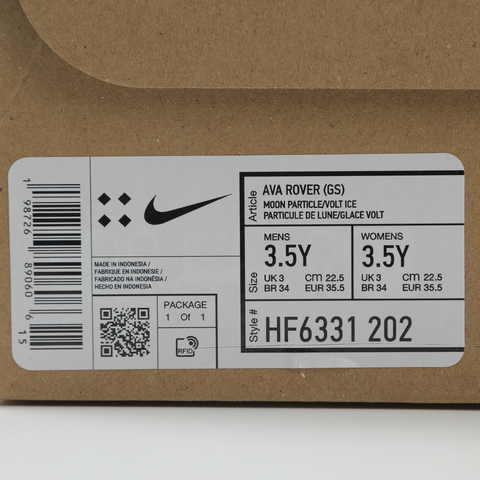 1 98726 89060 6 15
MADE IN INDONESIA /
FABRIQUE EN INDONESIE /
FABRICADO NA INDONÉSIA /
HECHO EN INDONESIA
PACKAGE
1 Of 1
RFID
Article
AVA ROVER (GS)
MOON PARTICLE/VOLT ICE
PARTICULE DE LUNE/GLACE VOLT
Size
MENS
3.5Y
UK 3 CM 22.5
BR 34 EUR 35.5
WOMENS
3.5Y
UK 3 CM 22.5
BR 34 EUR 35.5
Style #
HF6331 202